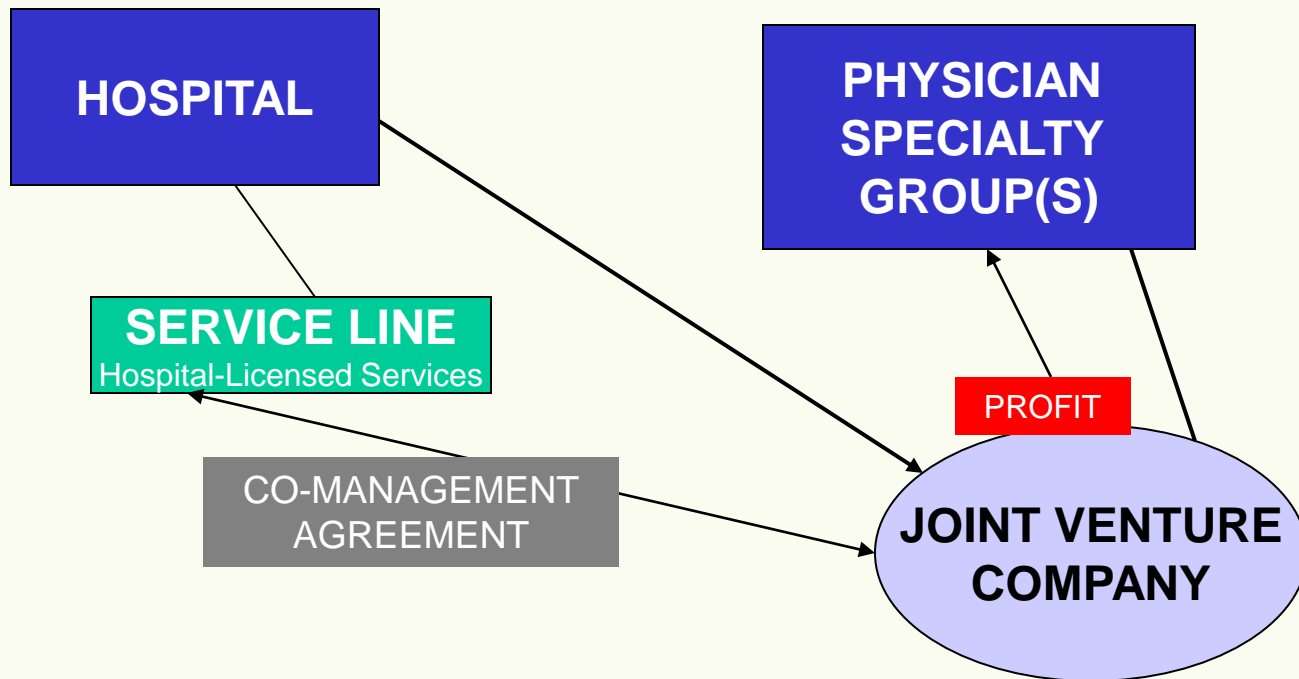 HOSPITAL
PHYSICIAN
SPECIALTY
GROUP(S)
SERVICE LINE
Hospital-Licensed Services
PROFIT
CO-MANAGEMENT
AGREEMENT
JOINT VENTURE
COMPANY